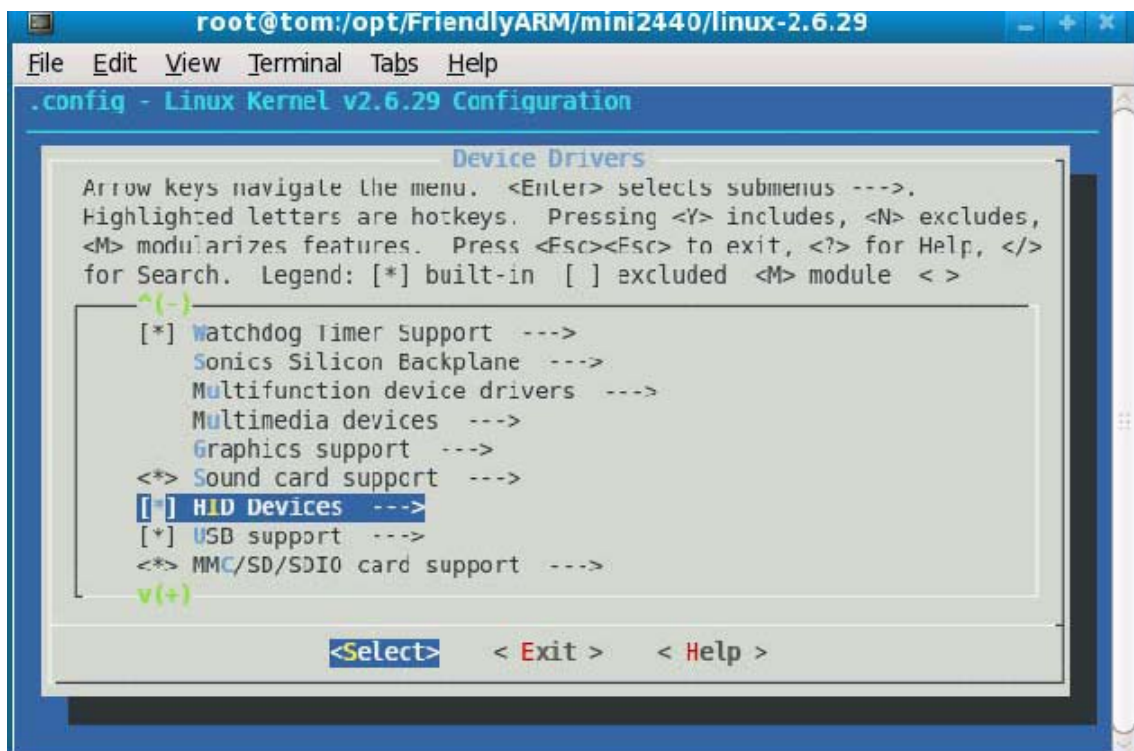 root@tom:/opt/FriendlyARM/mini2440/linux-2.6.29
File Edit View Terminal Tabs Help
.config - Linux Kernel v2.6.29 Configuration
Device Drivers
Arrow keys navigate the menu. <Enter> selects submenus --->.
Highlighted letters are hotkeys. Pressing <Y> includes, <N> excludes,
<M> modularizes features. Press <Esc><Esc> to exit, <?> for Help, </>
for Search. Legend: [*] built-in [ ] excluded <M> module < >
^(-)
[*] Watchdog Timer Support --->
Sonics Silicon Backplane --->
Multifunction device drivers --->
Multimedia devices --->
Graphics support --->
<*> Sound card support --->
[*] HID Devices --->
[*] USB support --->
<*> MMC/SD/SDIO card support --->
v(+)
<Select> < Exit > < Help >